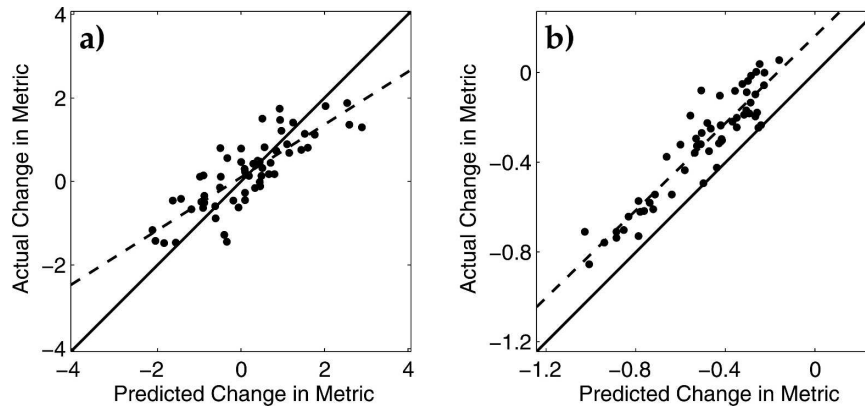 a)
Actual Change in Metric
4
2
0
−2
−4
−4 −2 0 2 4
Predicted Change in Metric
b)
Actual Change in Metric
0
−0.4
−0.8
−1.2
−1.2 −0.8 −0.4 0
Predicted Change in Metric